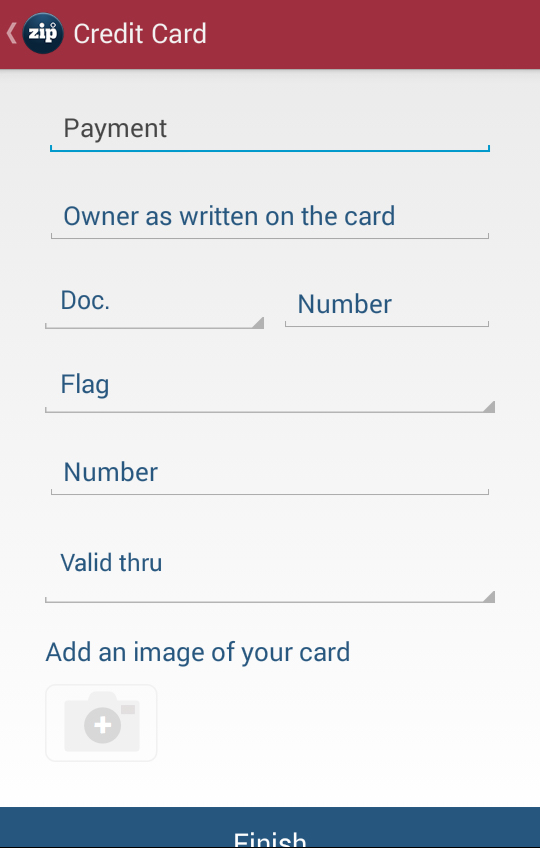 zip Credit Card
Payment
Owner as written on the card
Doc. Number
Flag
Number
Valid thru
Add an image of your card
Finish